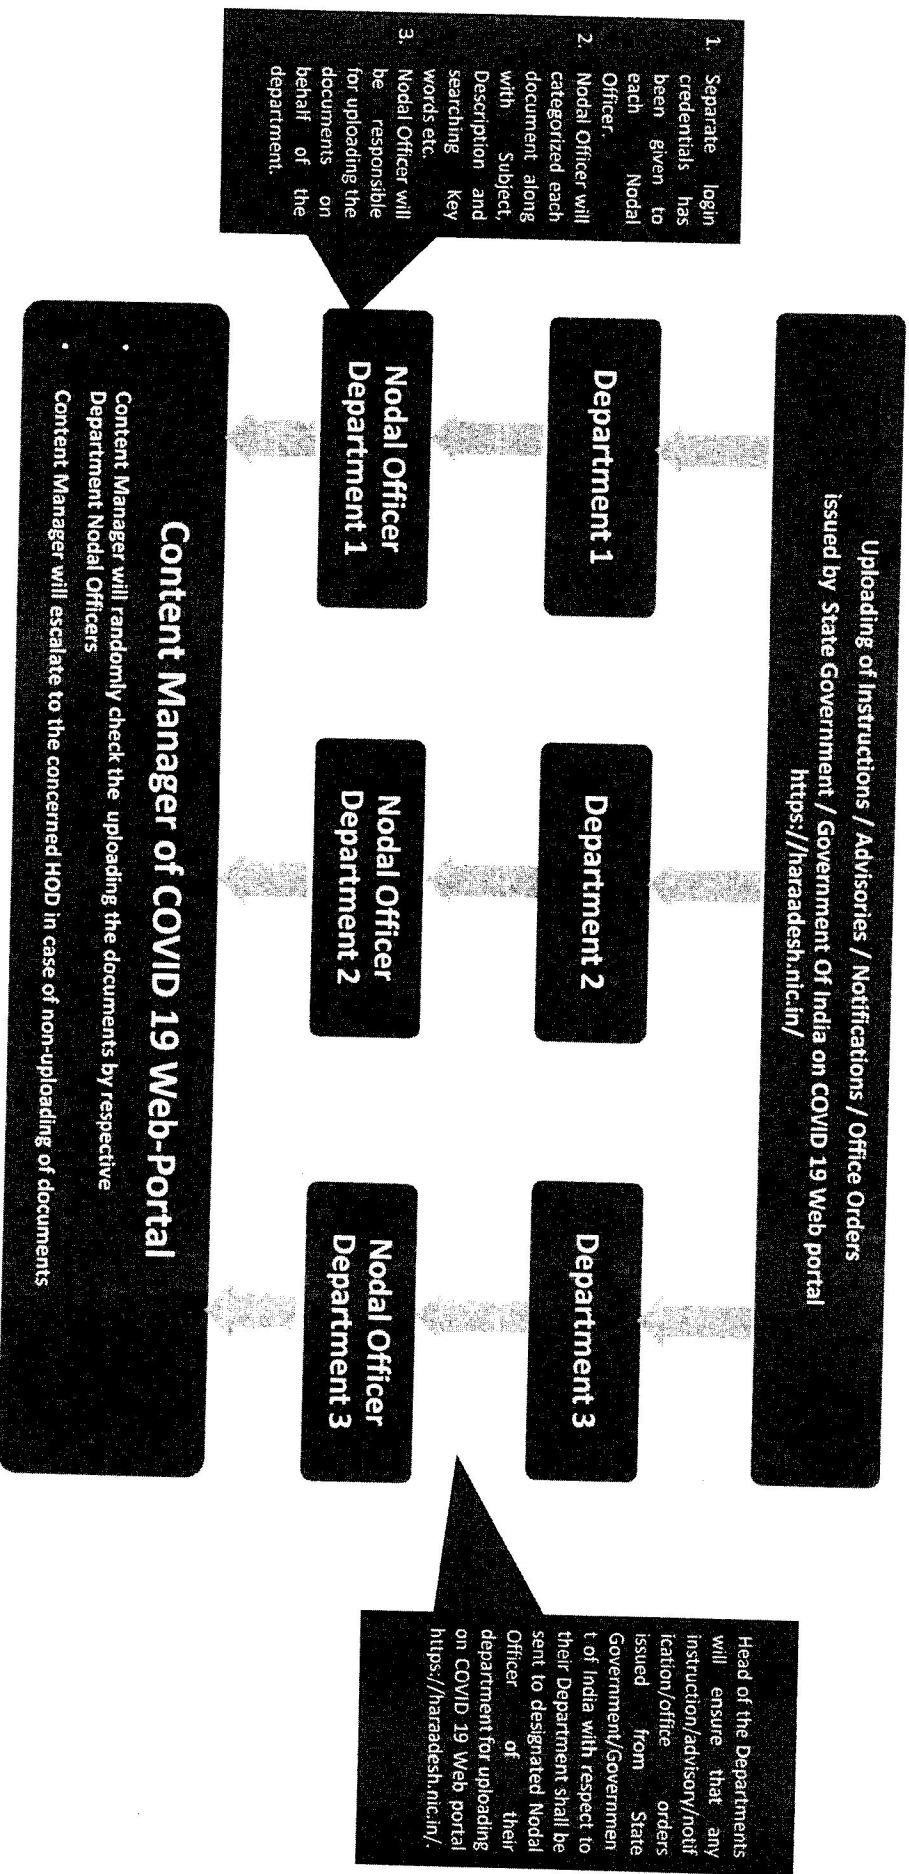 Uploading of Instructions / Advisories / Notifications / Office Orders
issued by State Government / Government Of India on COVID 19 Web portal
https://haraadesh.nic.in/
Department 1
Department 2
Department 3
Head of the Departments
will ensure that any
instruction/advisory/notif
ication/office orders
issued from State
Government/Governmen
t of India with respect to
their Department shall be
sent to designated Nodal
Officer of their
department for uploading
on COVID 19 Web portal
https://haraadesh.nic.in/.
1. Separate login
credentials has
been given to
each Nodal
Officer.
2. Nodal Officer will
categorized each
document along
with Subject,
Description and
searching Key
words etc.
3. Nodal Officer will
be responsible
for uploading the
documents on
behalf of the
department.
Nodal Officer
Department 1
Nodal Officer
Department 2
Nodal Officer
Department 3
Content Manager of COVID 19 Web-Portal
• Content Manager will randomly check the uploading the documents by respective
Department Nodal Officers
• Content Manager will escalate to the concerned HOD in case of non-uploading of documents